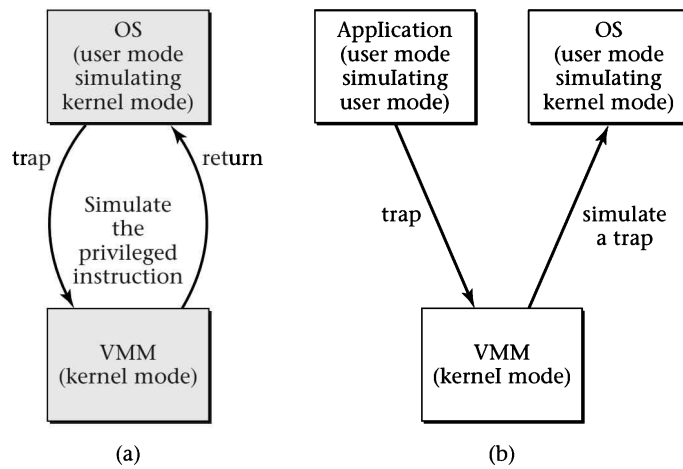 OS
(user mode
simulating
kernel mode)
trap
return
Simulate
the
privileged
instruction
VMM
(kernel mode)
(a)
Application
(user mode
simulating
user mode)
OS
(user mode
simulating
kernel mode)
trap
simulate
a trap
VMM
(kernel mode)
(b)